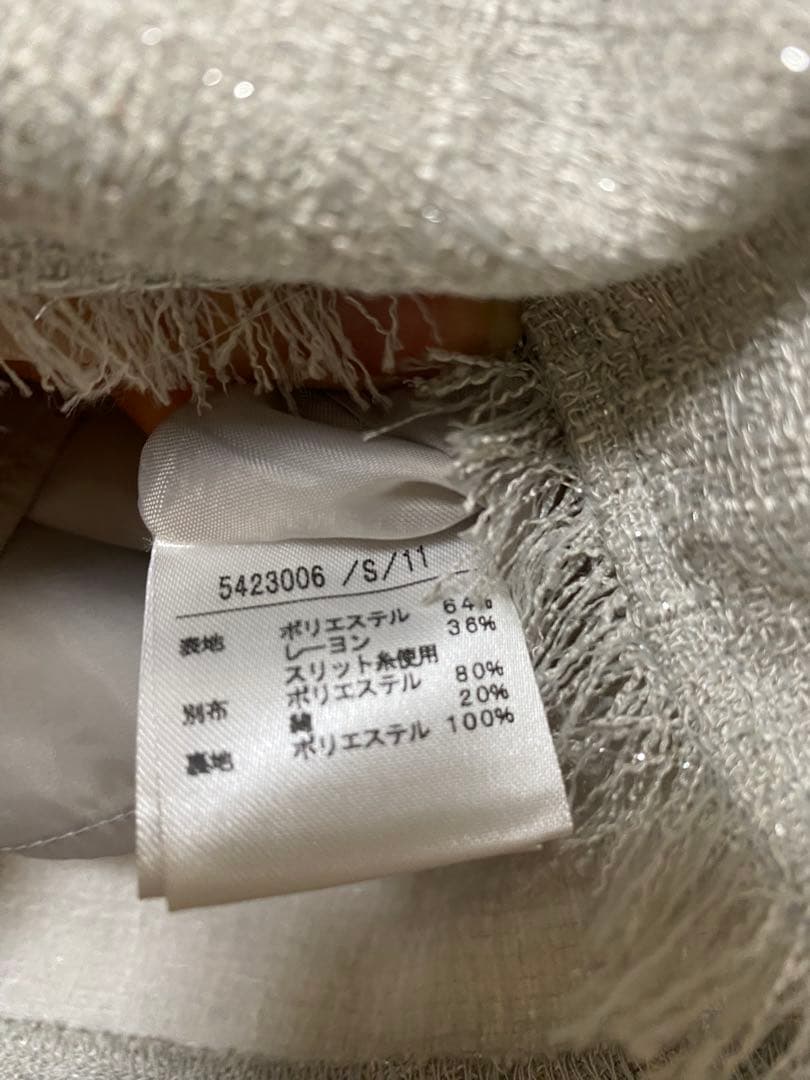 5423006 /S/11
表地 ポリエステル 64%
レーヨン 36%
スリット糸使用
別布 ポリエステル 80%
綿 20%
裏地 ポリエステル 100%